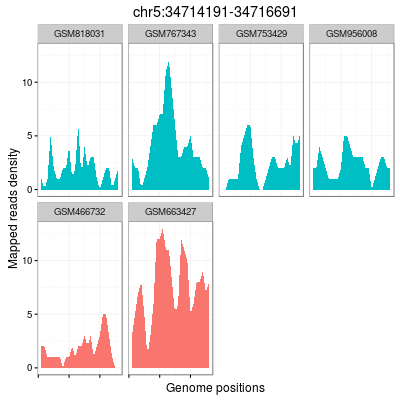 chr5:34714191-34716691
GSM818031 GSM767343 GSM753429 GSM956008
10
5
0
GSM466732 GSM663427
10
5
0
Mapped reads density
Genome positions